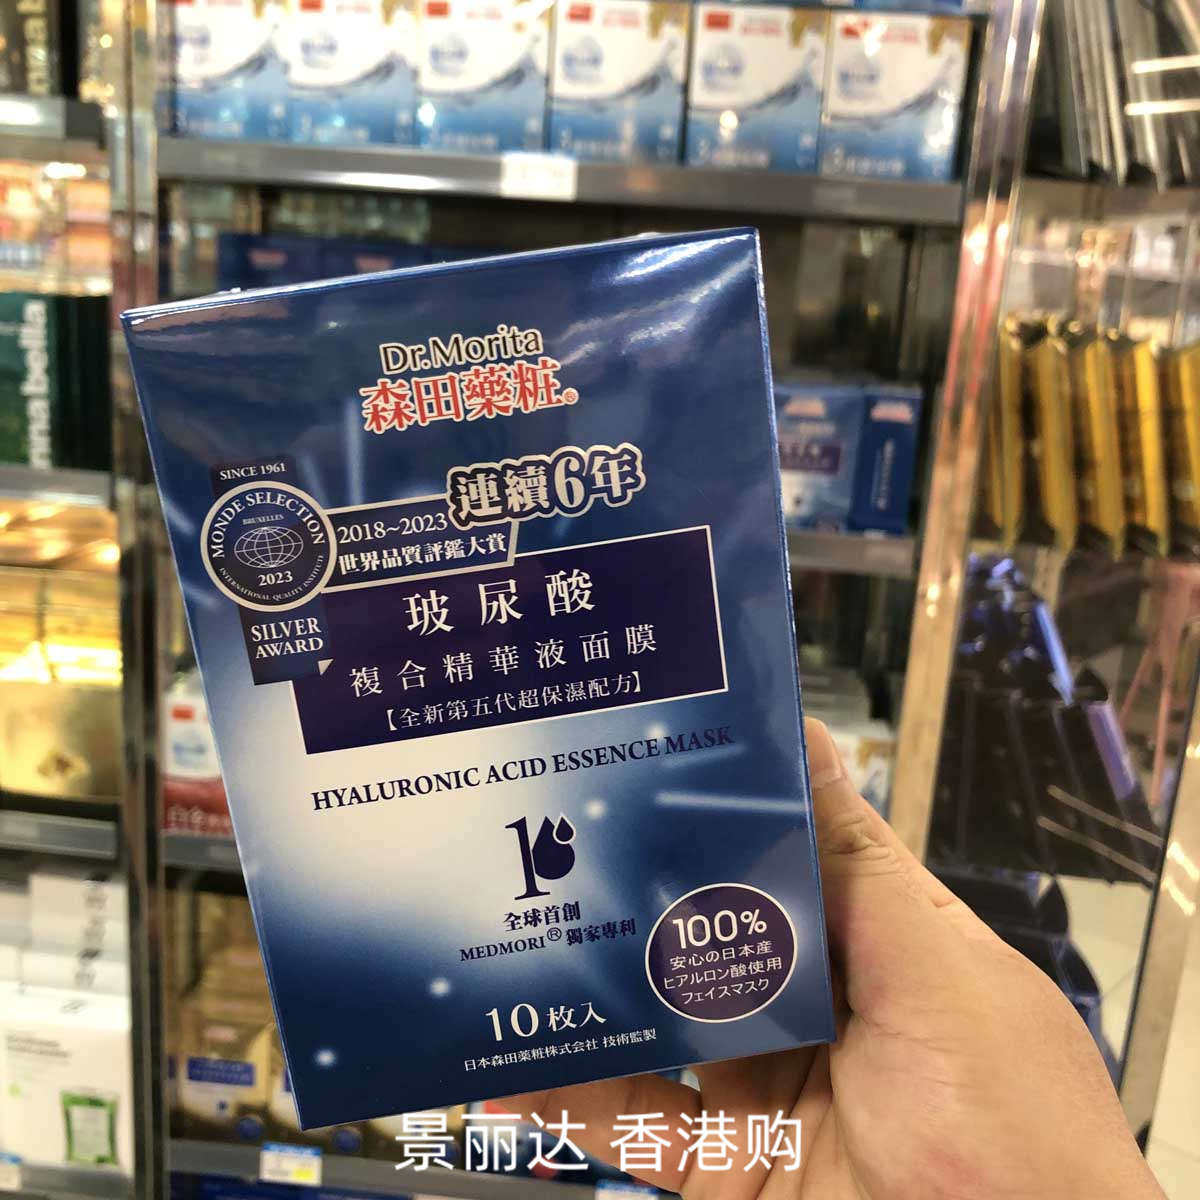 Dr.Morita
森田藥粧®
SINCE 1961
MONDE SELECTION
BRUXELLES
2023
INTERNATIONAL QUALITY INSTITUTE
SILVER
AWARD
連續6年
2018~2023
世界品質評鑑大賞
玻尿酸
複合精華液面膜
【全新第五代超保濕配方】
HYALURONIC ACID ESSENCE MASK
全球首創
MEDMORI® 獨家專利
100%
安心の日本産
ヒアルロン酸使用
フェイスマスク
10枚入
日本森田薬粧株式会社 技術監製
景丽达 香港购